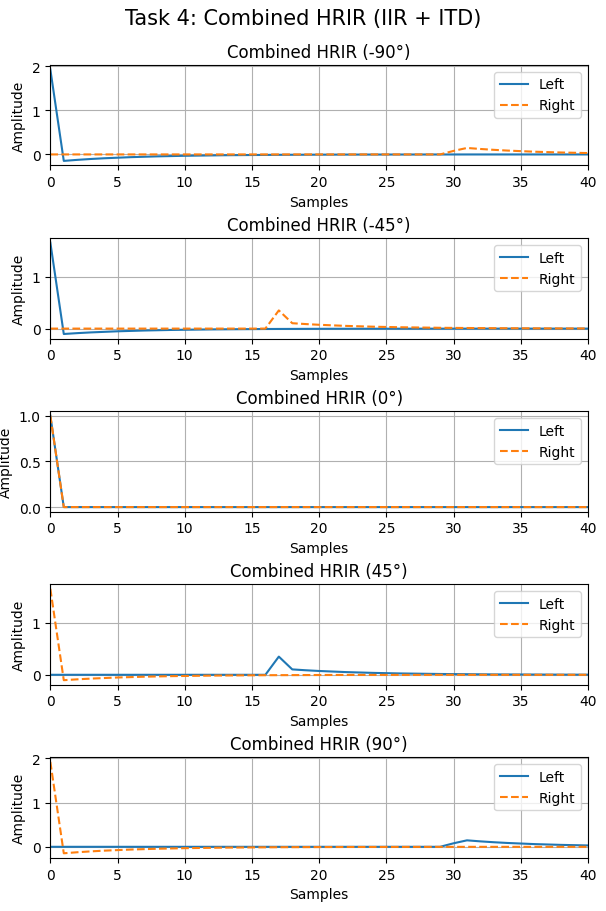 Task 4: Combined HRIR (IIR + ITD)
Combined HRIR (-90°)
Amplitude
2
1
0
Left
Right
0 5 10 15 20 25 30 35 40
Samples
Combined HRIR (-45°)
Amplitude
1
0
Left
Right
0 5 10 15 20 25 30 35 40
Samples
Combined HRIR (0°)
Amplitude
1.0
0.5
0.0
Left
Right
0 5 10 15 20 25 30 35 40
Samples
Combined HRIR (45°)
Amplitude
1
0
Left
Right
0 5 10 15 20 25 30 35 40
Samples
Combined HRIR (90°)
Amplitude
2
1
0
Left
Right
0 5 10 15 20 25 30 35 40
Samples